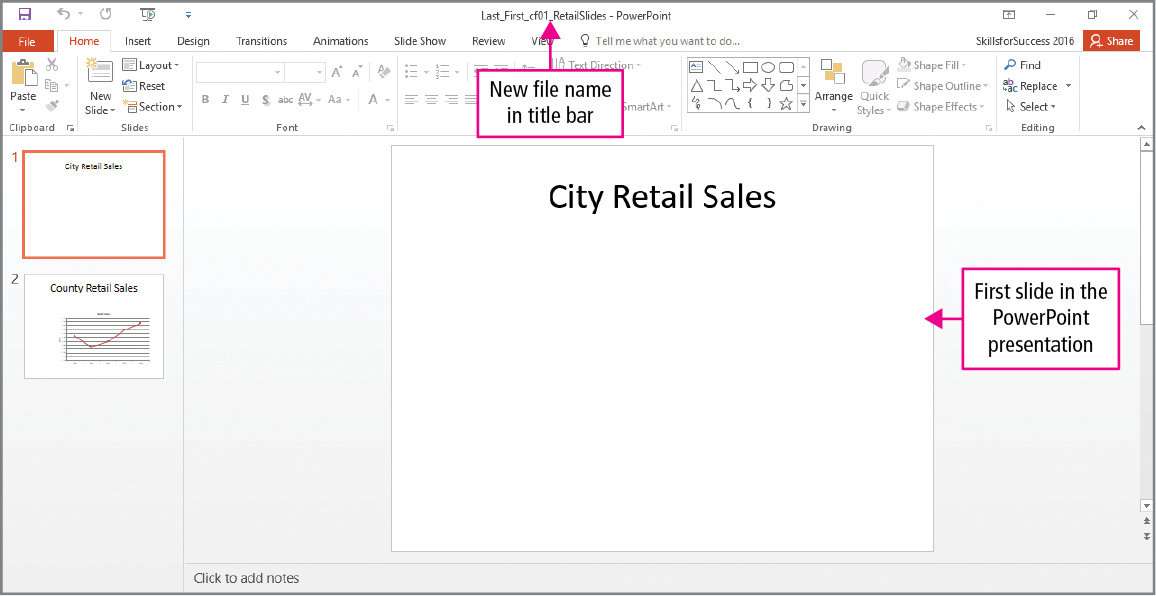 Last_First_cf01_RetailSlides - PowerPoint
File Home Insert Design Transitions Animations Slide Show Review View Tell me what you want to do... SkillsforSuccess 2016 Share
New file name
in title bar
Paste
Clipboard
New
Slide
Layout
Reset
Section
Slides
B I U S abc AV Aa A
Font
Text Direction
SmartArt
Arrange
Quick
Styles
Shape Fill
Shape Outline
Shape Effects
Drawing
Find
Replace
Select
Editing
1
City Retail Sales
2
County Retail Sales
City Retail Sales
First slide in the
PowerPoint
presentation
Click to add notes